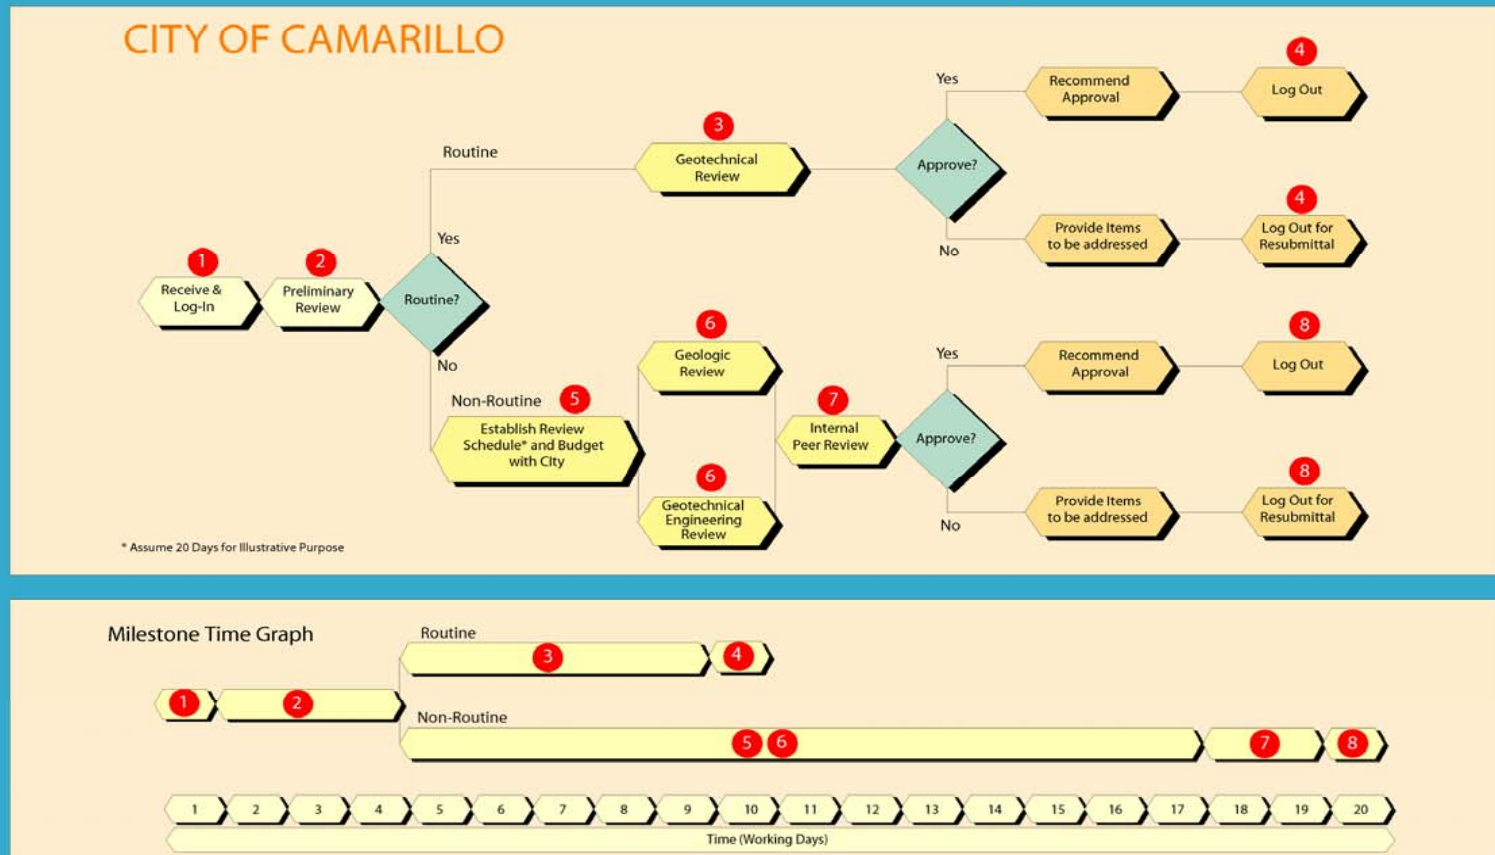 CITY OF CAMARILLO
4
Yes
Recommend
Approval
Log Out
3
Routine
Geotechnical
Review
Approve?
4
No
Provide Items
to be addressed
Log Out for
Resubmittal
Yes
1
2
Receive &
Log-In
Preliminary
Review
Routine?
No
6
Geologic
Review
8
Yes
Recommend
Approval
Log Out
Non-Routine
5
Establish Review
Schedule* and Budget
with CIty
7
Internal
Peer Review
Approve?
6
Geotechnical
Engineering
Review
8
No
Provide Items
to be addressed
Log Out for
Resubmittal
* Assume 20 Days for Illustrative Purpose
Milestone Time Graph
Routine
3
4
1
2
Non-Routine
5 6
7
8
1 2 3 4 5 6 7 8 9 10 11 12 13 14 15 16 17 18 19 20
Time (Working Days)